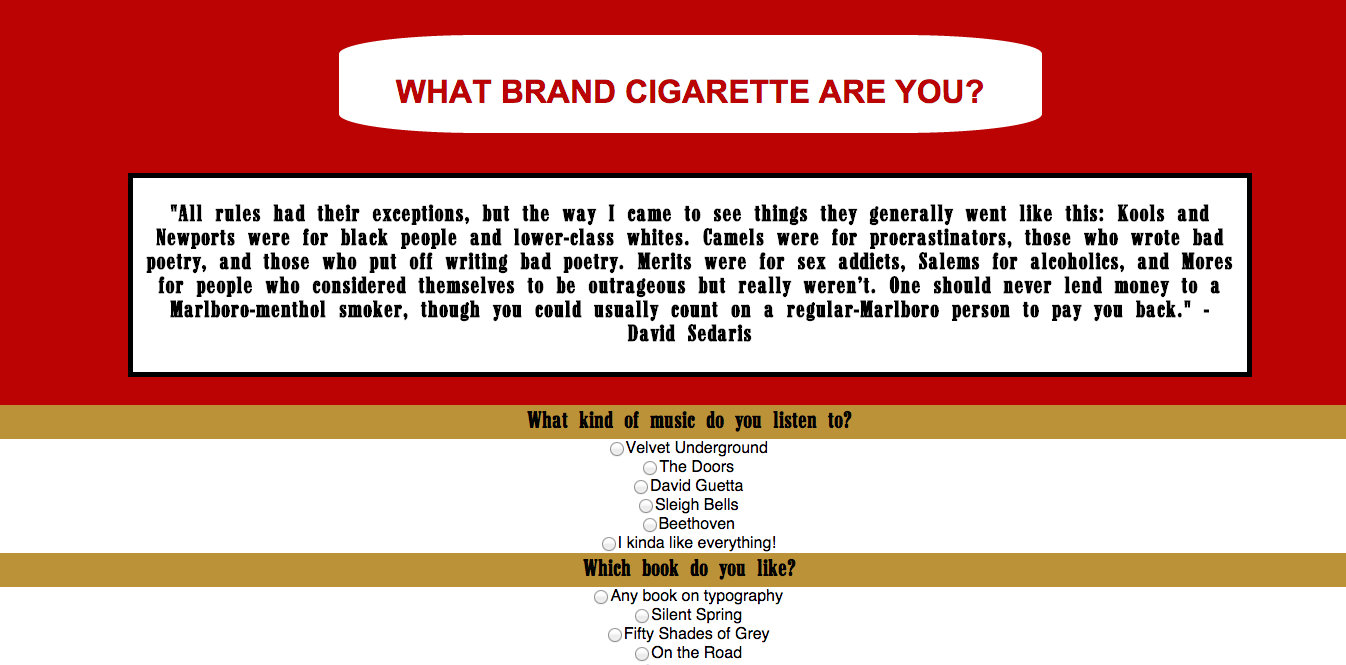 WHAT BRAND CIGARETTE ARE YOU?
"All rules had their exceptions, but the way I came to see things they generally went like this: Kools and
Newports were for black people and lower-class whites. Camels were for procrastinators, those who wrote bad
poetry, and those who put off writing bad poetry. Merits were for sex addicts, Salems for alcoholics, and Mores
for people who considered themselves to be outrageous but really weren't. One should never lend money to a
Marlboro-menthol smoker, though you could usually count on a regular-Marlboro person to pay you back." -
David Sedaris
What kind of music do you listen to?
Velvet Underground
The Doors
David Guetta
Sleigh Bells
Beethoven
I kinda like everything!
Which book do you like?
Any book on typography
Silent Spring
Fifty Shades of Grey
On the Road